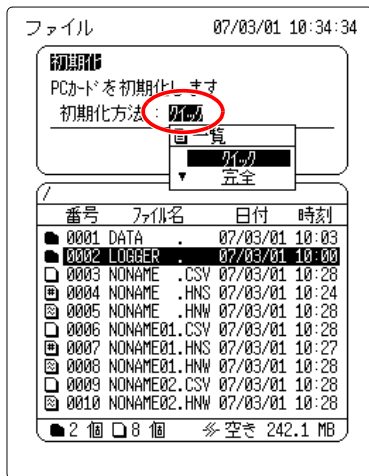 ファイル 07/03/01 10:34:34
初期化
PCｶｰﾄﾞを初期化します
初期化方法 : ｸｲｯｸ
一覧
ｸｲｯｸ
▼ 完全
/
番号 ﾌｧｲﾙ名 日付 時刻
0001 DATA . 07/03/01 10:03
0002 LOGGER . 07/03/01 10:00
0003 NONAME .CSV 07/03/01 10:28
0004 NONAME .HNS 07/03/01 10:24
0005 NONAME .HNW 07/03/01 10:28
0006 NONAME01.CSV 07/03/01 10:28
0007 NONAME01.HNS 07/03/01 10:27
0008 NONAME01.HNW 07/03/01 10:28
0009 NONAME02.CSV 07/03/01 10:28
0010 NONAME02.HNW 07/03/01 10:28
2 個 8 個 空き 242.1 MB